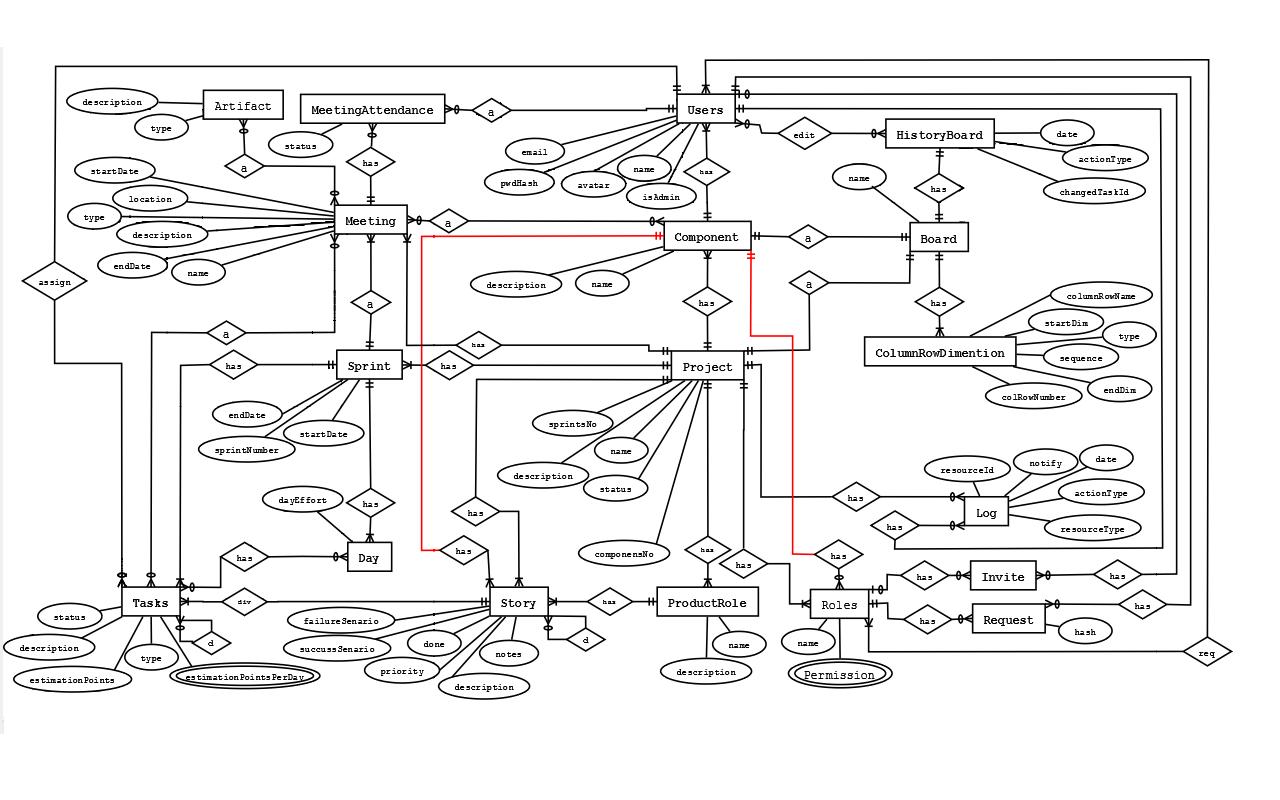 description
Artifact
type
MeetingAttendance
status
a
Users
edit
HistoryBoard
date
actionType
changedTaskId
email
pwdHash
avatar
name
isAdmin
has
has
a
name
has
startDate
location
type
description
endDate
name
Meeting
a
Component
a
Board
description
name
assign
a
has
a
has
columnRowName
startDim
type
sequence
endDim
colRowNumber
ColumnRowDimention
a
has
Sprint
has
has
Project
endDate
startDate
sprintNumber
sprintsNo
name
description
status
componensNo
dayEffort
has
has
has
resourceId
notify
date
actionType
resourceType
Log
has
has
Day
has
has
has
has
has
Invite
has
Tasks
div
Story
has
ProductRole
Roles
has
Request
has
hash
status
description
type
estimationPoints
estimationPointsPerDay
d
failureSenario
succussSenario
done
priority
notes
description
d
name
description
name
Permission
req